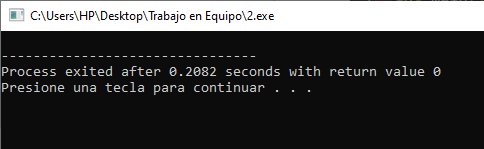 C:\Users\HP\Desktop\Trabajo en Equipo\2.exe
--------------------------------
Process exited after 0.2082 seconds with return value 0
Presione una tecla para continuar . . .